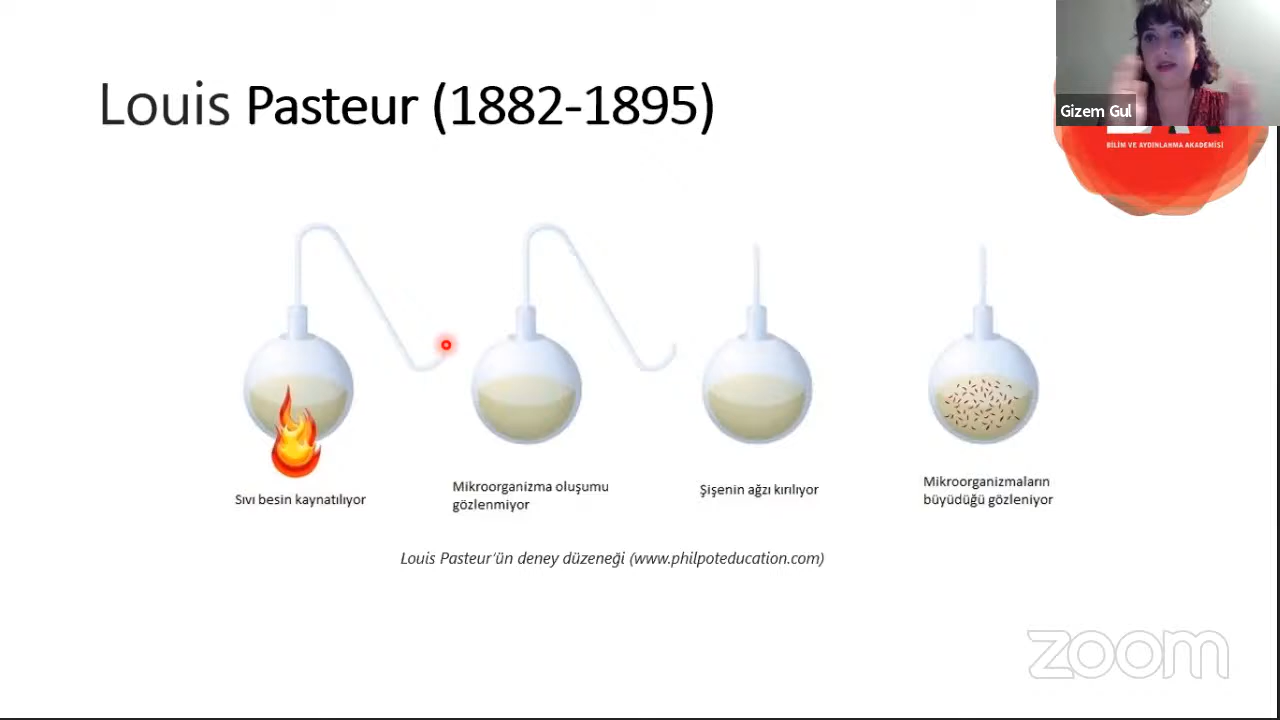 Louis Pasteur (1882-1895)
Gizem Gul
BİLİM VE AYDINLANMA AKADEMİSİ
Sıvı besin kaynatılıyor
Mikroorganizma oluşumu
gözlenmiyor
Şişenin ağzı kırılıyor
Mikroorganizmaların
büyüdüğü gözleniyor
Louis Pasteur'ün deney düzeneği (www.philpoteducation.com)
zoom